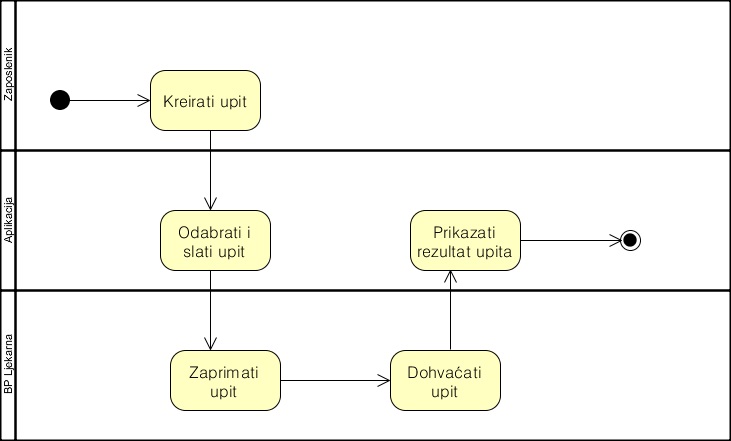 Zaposlenik
Kreirati upit
Aplikacija
Odabrati i
slati upit
Prikazati
rezultat upita
BP Ljekarna
Zaprimati
upit
Dohvaćati
upit